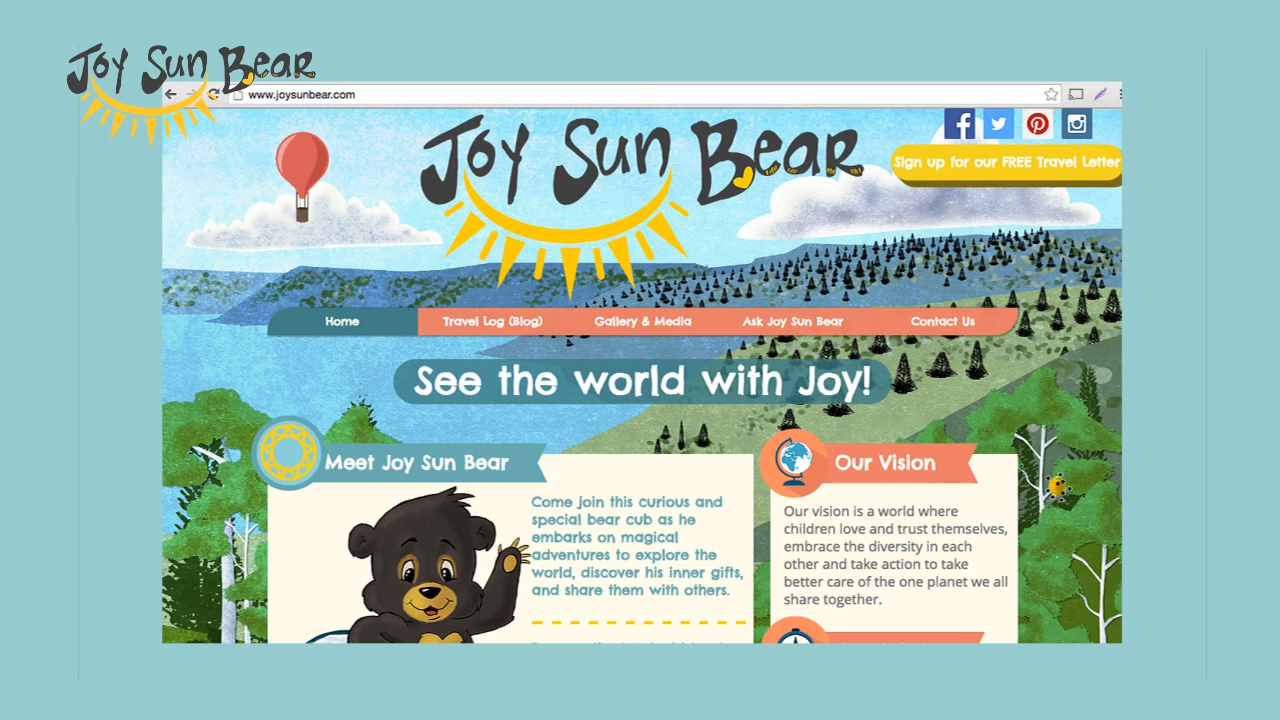 Joy Sun Bear
www.joysunbear.com
Joy Sun Bear
Sign up for our FREE Travel Letter
Home
Travel Log (Blog)
Gallery & Media
Ask Joy Sun Bear
Contact Us
See the world with Joy!
Meet Joy Sun Bear
Come join this curious and
special bear cub as he
embarks on magical
adventures to explore the
world, discover his inner gifts,
and share them with others.
Our Vision
Our vision is a world where
children love and trust themselves,
embrace the diversity in each
other and take action to take
better care of the one planet we all
share together.